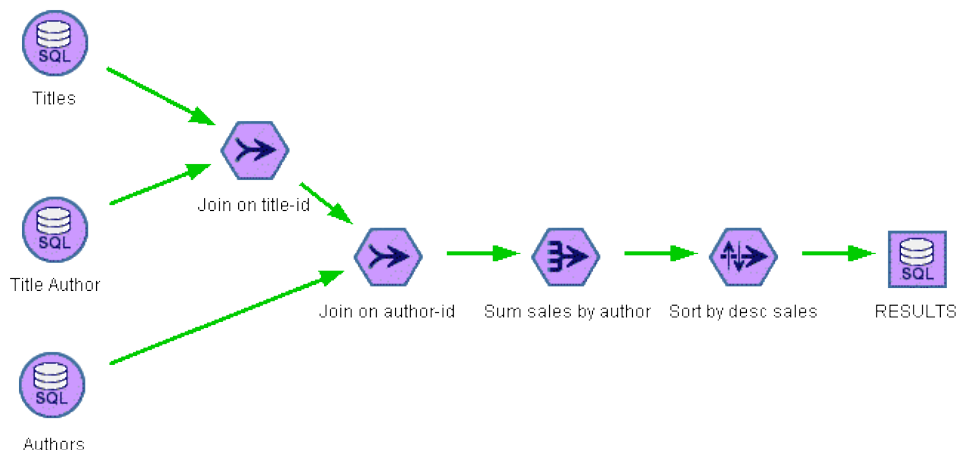 SQL
Titles
Join on title-id
SQL
Title Author
Join on author-id
Sum sales by author
Sort by desc sales
SQL
RESULTS
SQL
Authors